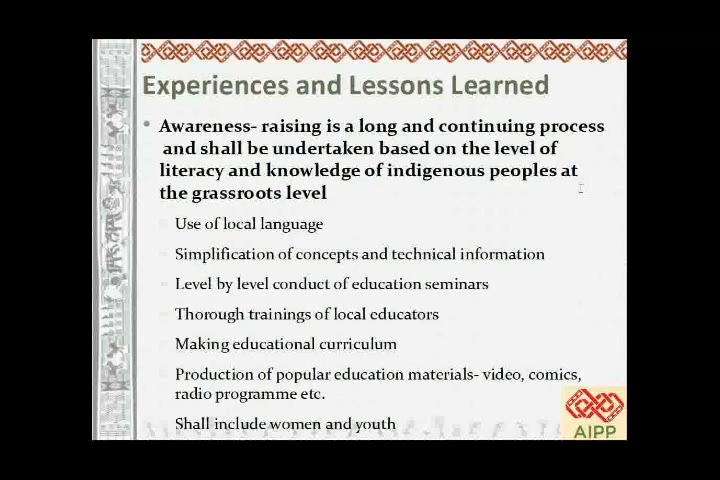 Experiences and Lessons Learned
• Awareness- raising is a long and continuing process
and shall be undertaken based on the level of
literacy and knowledge of indigenous peoples at
the grassroots level
Use of local language
Simplification of concepts and technical information
Level by level conduct of education seminars
Thorough trainings of local educators
Making educational curriculum
Production of popular education materials- video, comics,
radio programme etc.
Shall include women and youth
AIPP